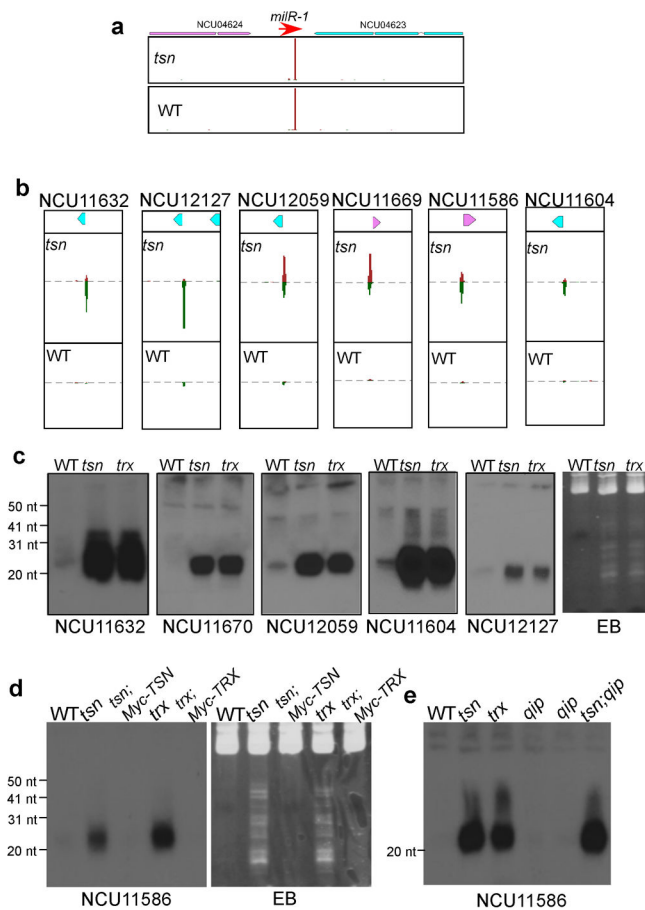 a
milR-1
NCU04624 NCU04623
tsn
WT
b
NCU11632 NCU12127 NCU12059 NCU11669 NCU11586 NCU11604
tsn tsn tsn tsn tsn tsn
WT WT WT WT WT WT
c
WT tsn trx WT tsn trx WT tsn trx WT tsn trx WT tsn trx WT tsn trx
50 nt
41 nt
31 nt
20 nt
NCU11632 NCU11670 NCU12059 NCU11604 NCU12127 EB
d
WT tsn tsn; Myc-TSN trx trx; Myc-TRX WT tsn tsn; Myc-TSN trx trx; Myc-TRX
50 nt
41 nt
31 nt
20 nt
NCU11586 EB
e
WT tsn trx qip qip tsn;qip
20 nt
NCU11586